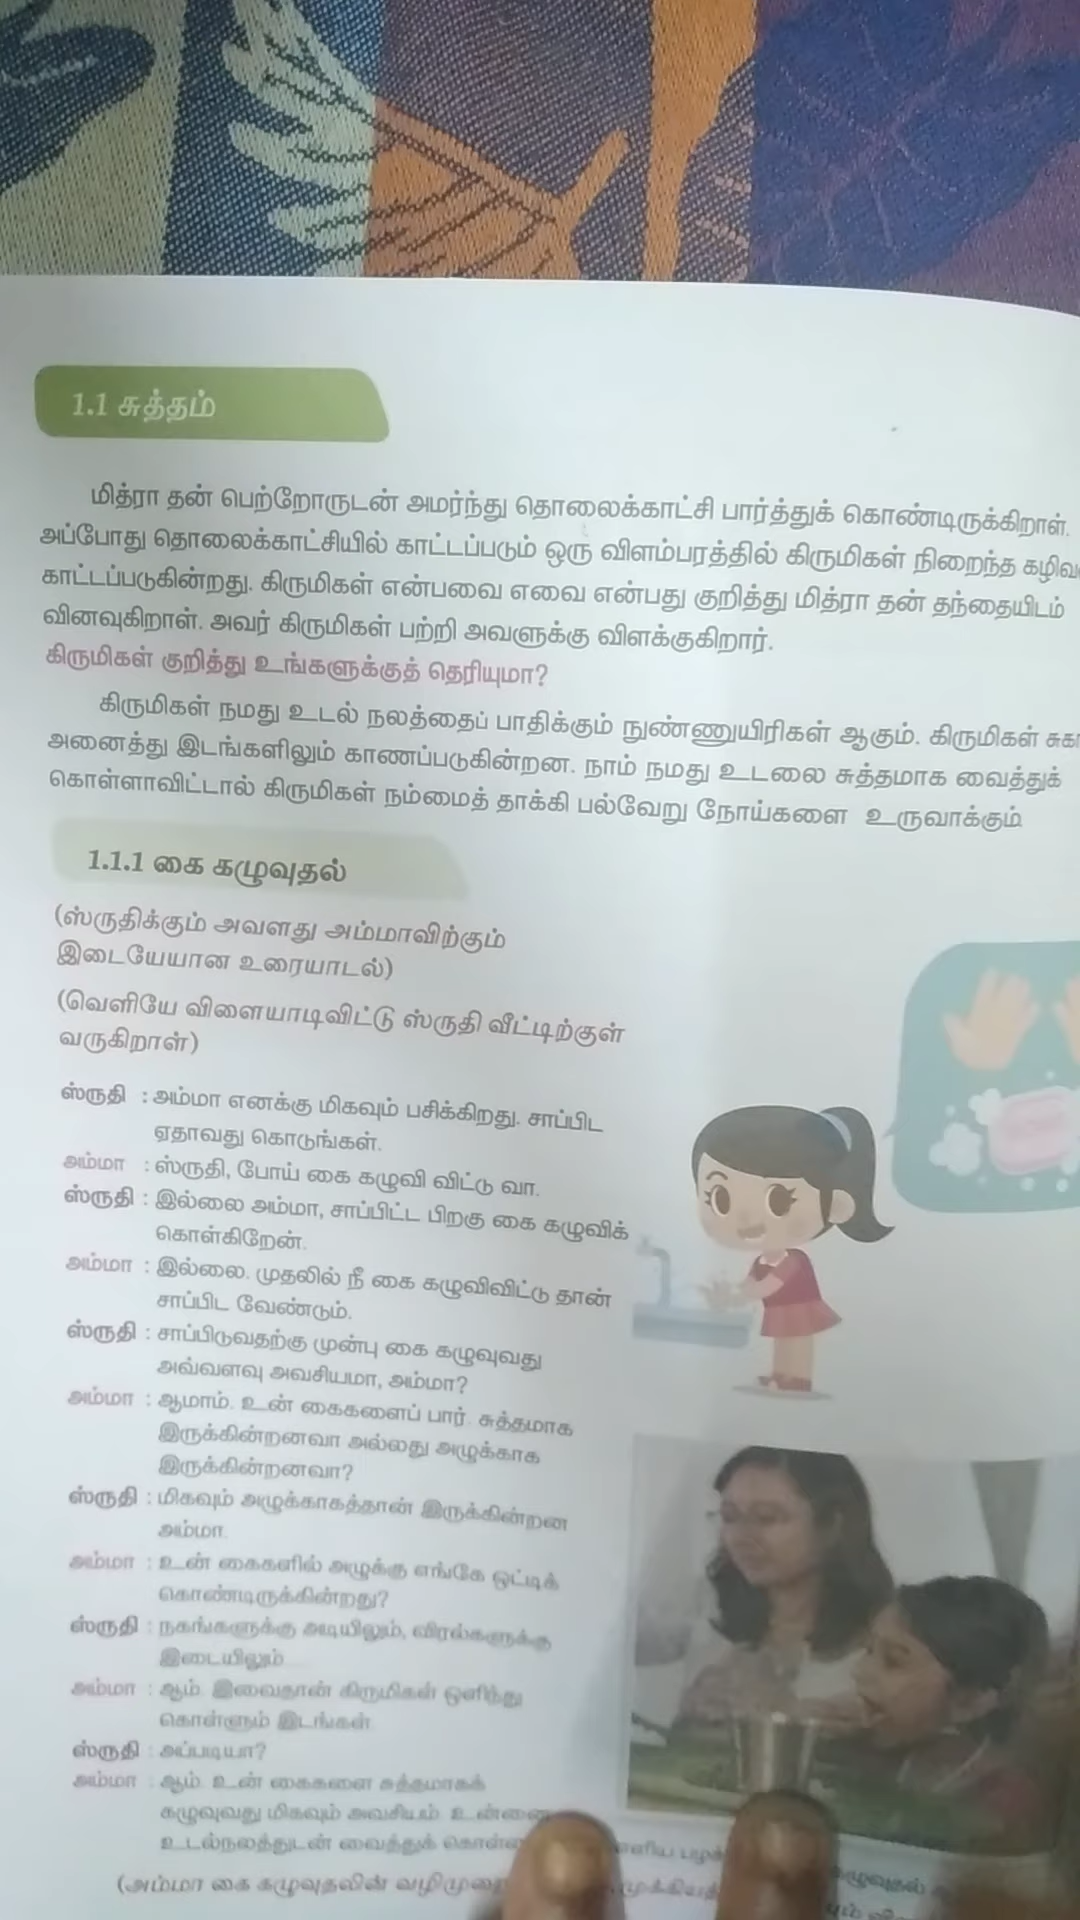 1.1 சுத்தம்
மித்ரா தன் பெற்றோருடன் அமர்ந்து தொலைக்காட்சி பார்த்துக் கொண்டிருக்கிறாள்.
அப்போது தொலைக்காட்சியில் காட்டப்படும் ஒரு விளம்பரத்தில் கிருமிகள் நிறைந்த
காட்டப்படுகின்றது. கிருமிகள் என்பவை எவை என்பது குறித்து மித்ரா தன் தந்தையிடம்
வினவுகிறாள். அவர் கிருமிகள் பற்றி அவளுக்கு விளக்குகிறார்.
கிருமிகள் குறித்து உங்களுக்குத் தெரியுமா?
கிருமிகள் நமது உடல் நலத்தைப் பாதிக்கும் நுண்ணுயிரிகள் ஆகும். கிருமிகள்
அனைத்து இடங்களிலும் காணப்படுகின்றன. நாம் நமது உடலை சுத்தமாக வைத்துக்
கொள்ளாவிட்டால் கிருமிகள் நம்மைத் தாக்கி பல்வேறு நோய்களை உருவாக்கும்.
1.1.1 கை கழுவுதல்
(ஸ்ருதிக்கும் அவளது அம்மாவிற்கும்
இடையேயான உரையாடல்)
(வெளியே விளையாடிவிட்டு ஸ்ருதி வீட்டிற்குள்
வருகிறாள்)
ஸ்ருதி : அம்மா எனக்கு மிகவும் பசிக்கிறது. சாப்பிட
ஏதாவது கொடுங்கள்.
அம்மா : ஸ்ருதி, போய் கை கழுவி விட்டு வா.
ஸ்ருதி : இல்லை அம்மா, சாப்பிட்ட பிறகு கை கழுவிக்
கொள்கிறேன்.
அம்மா : இல்லை. முதலில் நீ கை கழுவிவிட்டு தான்
சாப்பிட வேண்டும்.
ஸ்ருதி : சாப்பிடுவதற்கு முன்பு கை கழுவுவது
அவ்வளவு அவசியமா, அம்மா?
அம்மா : ஆமாம். உன் கைகளைப் பார். சுத்தமாக
இருக்கின்றனவா அல்லது அழுக்காக
இருக்கின்றனவா?
ஸ்ருதி : மிகவும் அழுக்காகத்தான் இருக்கின்றன
அம்மா.
அம்மா : உன் கைகளில் அழுக்கு எங்கே ஒட்டிக்
கொண்டிருக்கின்றது?
ஸ்ருதி : நகங்களுக்கு அடியிலும், விரல்களுக்கு
இடையிலும்
அம்மா : ஆம். இவைதான் கிருமிகள் ஒளிந்து
கொள்ளும் இடங்கள்.
ஸ்ருதி : அப்படியா?
அம்மா : ஆம். உன் கைகளை சுத்தமாகக்
கழுவுவது மிகவும் அவசியம். உன்னை
உடல்நலத்துடன் வைத்துக்
(அம்மா கை கழுவுதலின்